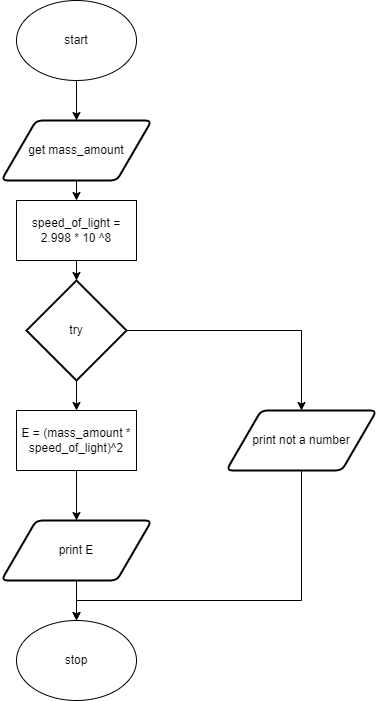 start
get mass_amount
speed_of_light =
2.998 * 10 ^8
try
E = (mass_amount *
speed_of_light)^2
print not a number
print E
stop